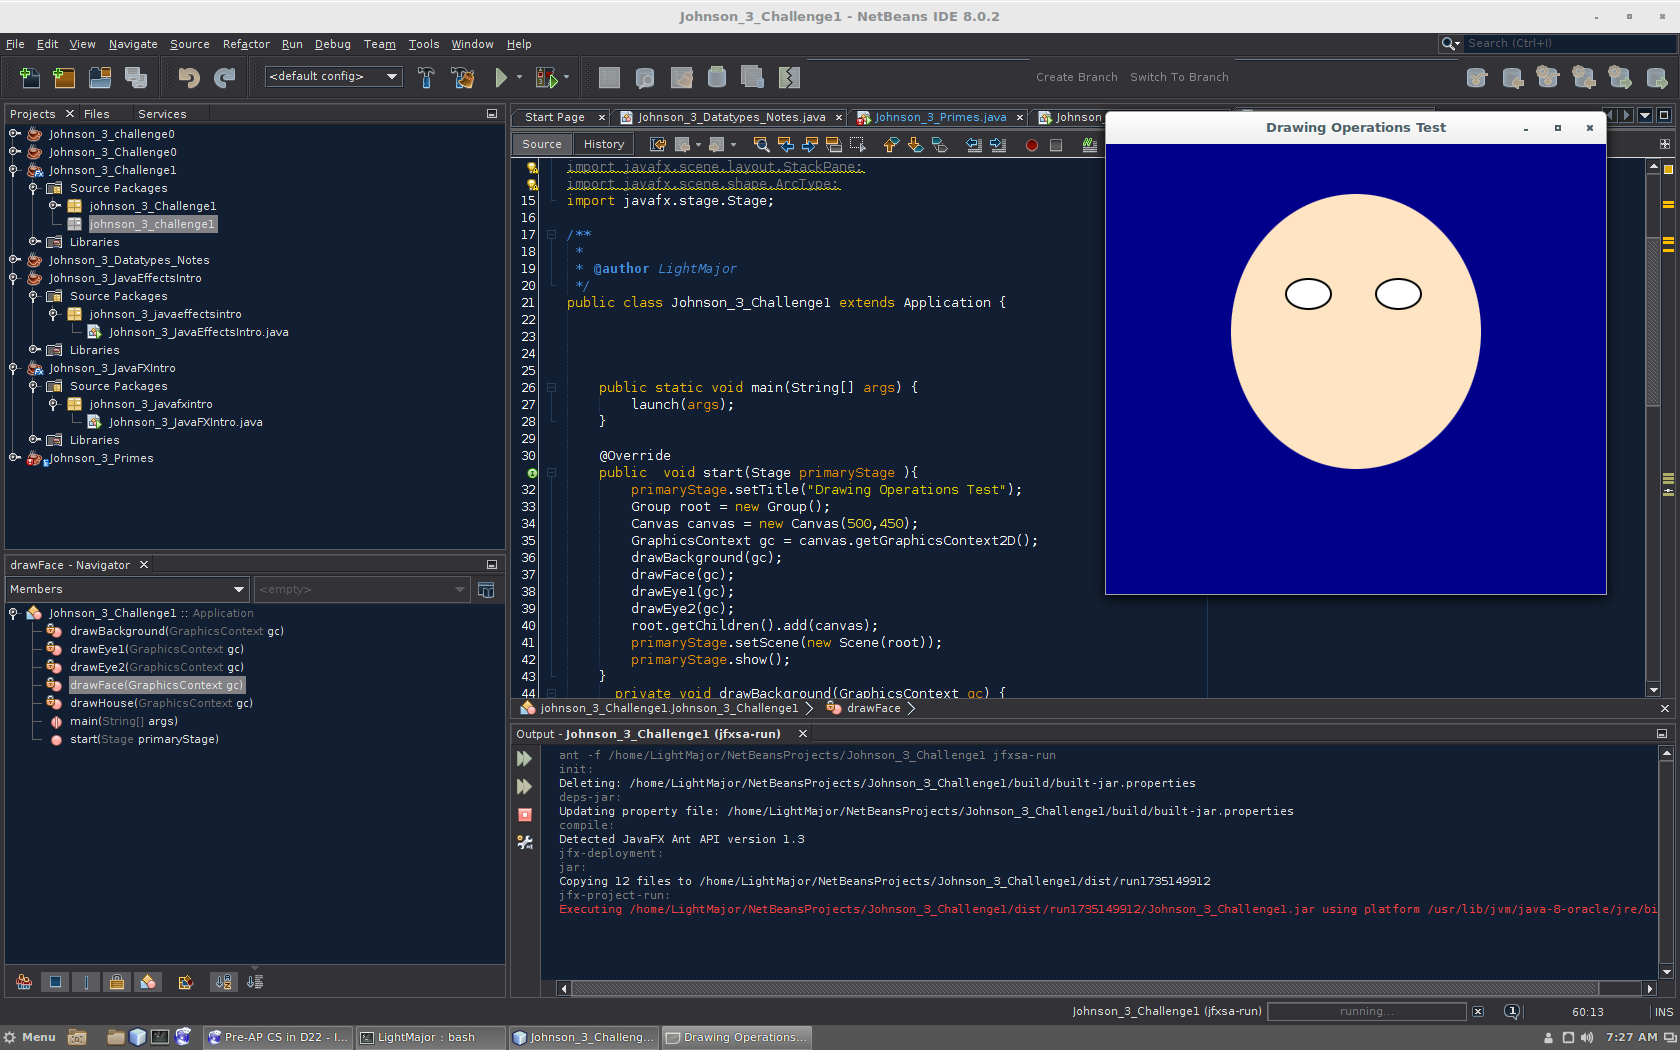 Johnson_3_Challenge1 - NetBeans IDE 8.0.2
File Edit View Navigate Source Refactor Run Debug Team Tools Window Help
Search (Ctrl+I)
<default config>
Create Branch Switch To Branch
Projects Files Services
Johnson_3_challenge0
Johnson_3_Challenge0
Johnson_3_Challenge1
Source Packages
johnson_3_Challenge1
johnson_3_challenge1
Libraries
Johnson_3_Datatypes_Notes
Johnson_3_JavaEffectsIntro
Source Packages
johnson_3_javaeffectsintro
Johnson_3_JavaEffectsIntro.java
Libraries
Johnson_3_JavaFXIntro
Source Packages
johnson_3_javafxintro
Johnson_3_JavaFXIntro.java
Libraries
Johnson_3_Primes
drawFace - Navigator
Members
<empty>
Johnson_3_Challenge1 :: Application
drawBackground(GraphicsContext gc)
drawEye1(GraphicsContext gc)
drawEye2(GraphicsContext gc)
drawFace(GraphicsContext gc)
drawHouse(GraphicsContext gc)
main(String[] args)
start(Stage primaryStage)
Start Page Johnson_3_Datatypes_Notes.java Johnson_3_Primes.java Johnson
Source History
import javafx.scene.layout.StackPane;
import javafx.scene.shape.ArcType;
15 import javafx.stage.Stage;
16
17 /**
18 *
19 * @author LightMajor
20 */
21 public class Johnson_3_Challenge1 extends Application {
22
23
24
25
26 public static void main(String[] args) {
27 launch(args);
28 }
29
30 @Override
public  void start(Stage primaryStage ){
32 primaryStage.setTitle("Drawing Operations Test");
33 Group root = new Group();
34 Canvas canvas = new Canvas(500,450);
35 GraphicsContext gc = canvas.getGraphicsContext2D();
36 drawBackground(gc);
37 drawFace(gc);
38 drawEye1(gc);
39 drawEye2(gc);
40 root.getChildren().add(canvas);
41 primaryStage.setScene(new Scene(root));
42 primaryStage.show();
43 }
44 private void drawBackground(GraphicsContext gc) {
johnson_3_Challenge1.Johnson_3_Challenge1 drawFace
Drawing Operations Test
Output - Johnson_3_Challenge1 (jfxsa-run)
ant -f /home/LightMajor/NetBeansProjects/Johnson_3_Challenge1 jfxsa-run
init:
Deleting: /home/LightMajor/NetBeansProjects/Johnson_3_Challenge1/build/built-jar.properties
deps-jar:
Updating property file: /home/LightMajor/NetBeansProjects/Johnson_3_Challenge1/build/built-jar.properties
compile:
Detected JavaFX Ant API version 1.3
jfx-deployment:
jar:
Copying 12 files to /home/LightMajor/NetBeansProjects/Johnson_3_Challenge1/dist/run1735149912
jfx-project-run:
Executing /home/LightMajor/NetBeansProjects/Johnson_3_Challenge1/dist/run1735149912/Johnson_3_Challenge1.jar using platform /usr/lib/jvm/java-8-oracle/jre/bi
Johnson_3_Challenge1 (jfxsa-run) running... 1 60:13 INS
Menu Pre-AP CS in D22 - I... LightMajor : bash Johnson_3_Challeng... Drawing Operations... 7:27 AM